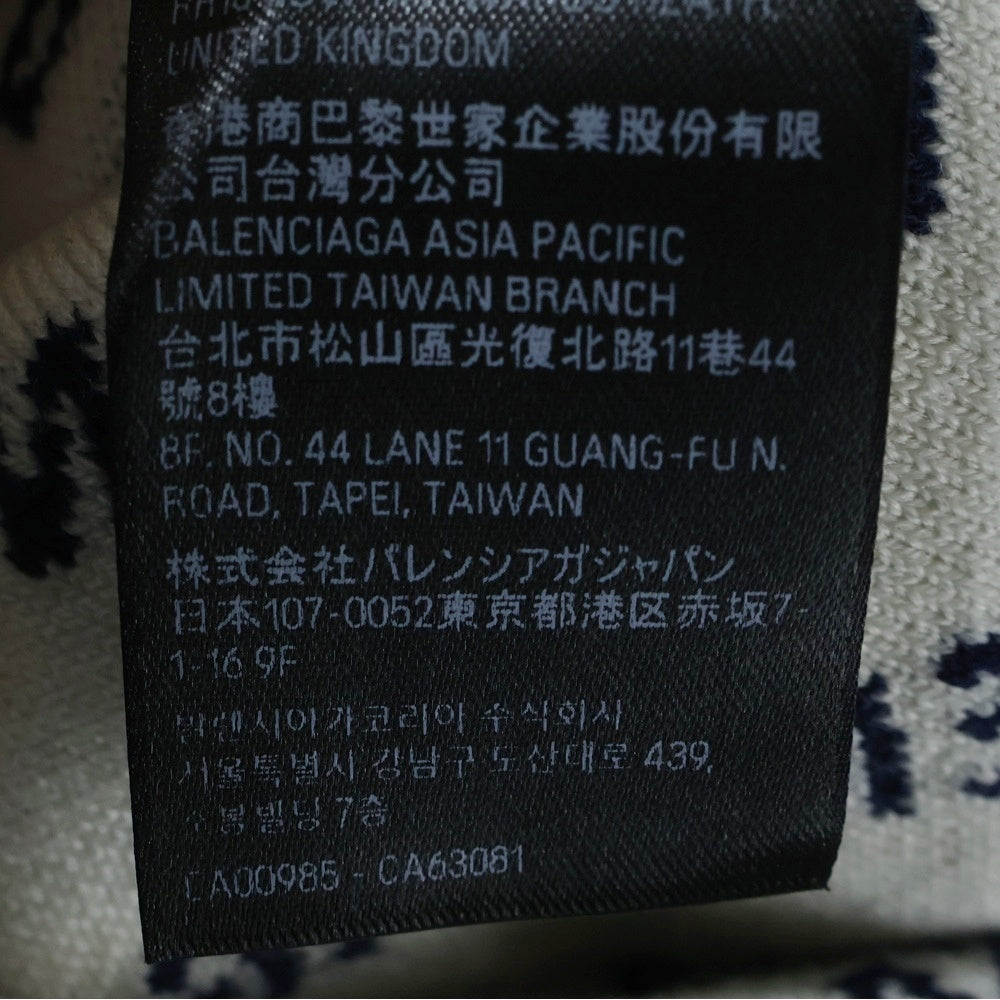 UNITED KINGDOM
香港商巴黎世家企業股份有限
公司台灣分公司
BALENCIAGA ASIA PACIFIC
LIMITED TAIWAN BRANCH
台北市松山區光復北路11巷44
號8樓
8F. NO. 44 LANE 11 GUANG-FU N.
ROAD, TAPEI, TAIWAN
株式会社バレンシアガジャパン
日本107-0052東京都港区赤坂7-
1-16 9F
발렌시아가코리아 주식회사
서울특별시 강남구 도산대로 439,
빌딩 7층
CA00985 - CA63081